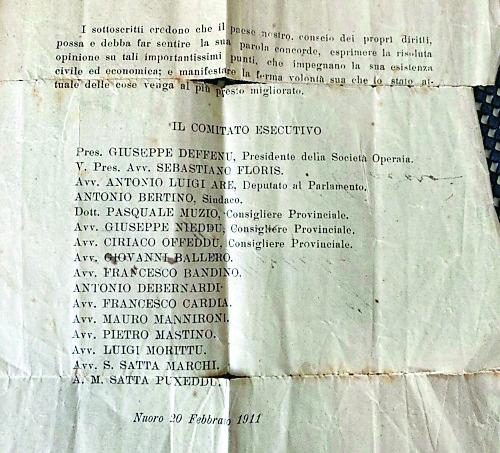 I sottoscritti credono che il paese nostro, conscio dei propri diritti,
possa e debba far sentire la sua parola concorde, esprimere la risoluta
opinione su tali importantissimi punti, che impegnano la sua esistenza
civile ed economica; e manifestare la ferma volontà sua che lo stato at-
tuale delle cose venga al più presto migliorato.
IL COMITATO ESECUTIVO
Pres. GIUSEPPE DEFFENU, Presidente della Società Operaia.
V. Pres. Avv. SEBASTIANO FLORIS.
Avv. ANTONIO LUIGI ARE, Deputato al Parlamento.
ANTONIO BERTINO, Sindaco.
Dott. PASQUALE MUZIO, Consigliere Provinciale.
Avv. GIUSEPPE NIEDDU, Consigliere Provinciale.
Avv. CIRIACO OFFEDDU, Consigliere Provinciale.
Avv. GIOVANNI BALLERO.
Avv. FRANCESCO BANDINO.
ANTONIO DEBERNARDI.
Avv. FRANCESCO CARDIA.
Avv. MAURO MANNIRONI.
Avv. PIETRO MASTINO.
Avv. LUIGI MORITTU.
Avv. S. SATTA MARCHI.
A. M. SATTA PUXEDDU.
Nuoro 20 Febbraio 1911